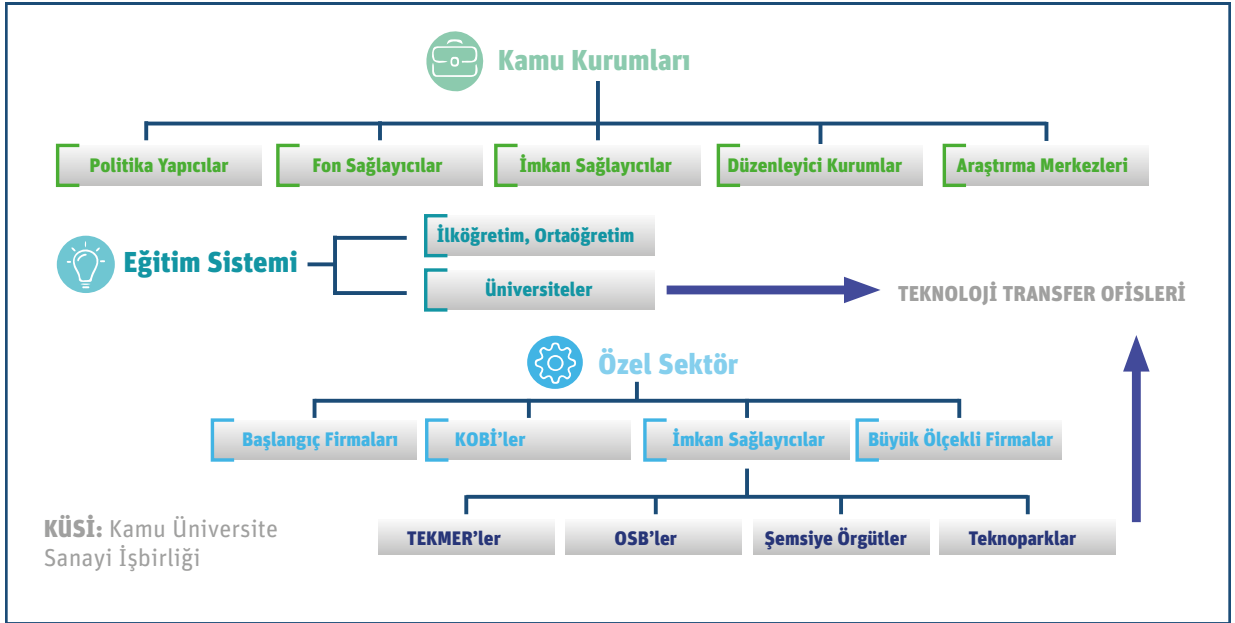 Kamu Kurumları
Politika Yapıcılar
Fon Sağlayıcılar
İmkan Sağlayıcılar
Düzenleyici Kurumlar
Araştırma Merkezleri
Eğitim Sistemi
İlköğretim, Ortaöğretim
Üniversiteler
TEKNOLOJİ TRANSFER OFİSLERİ
Özel Sektör
Başlangıç Firmaları
KOBİ’ler
İmkan Sağlayıcılar
Büyük Ölçekli Firmalar
TEKMER’ler
OSB’ler
Şemsiye Örgütler
Teknoparklar
KÜSİ: Kamu Üniversite
Sanayi İşbirliği